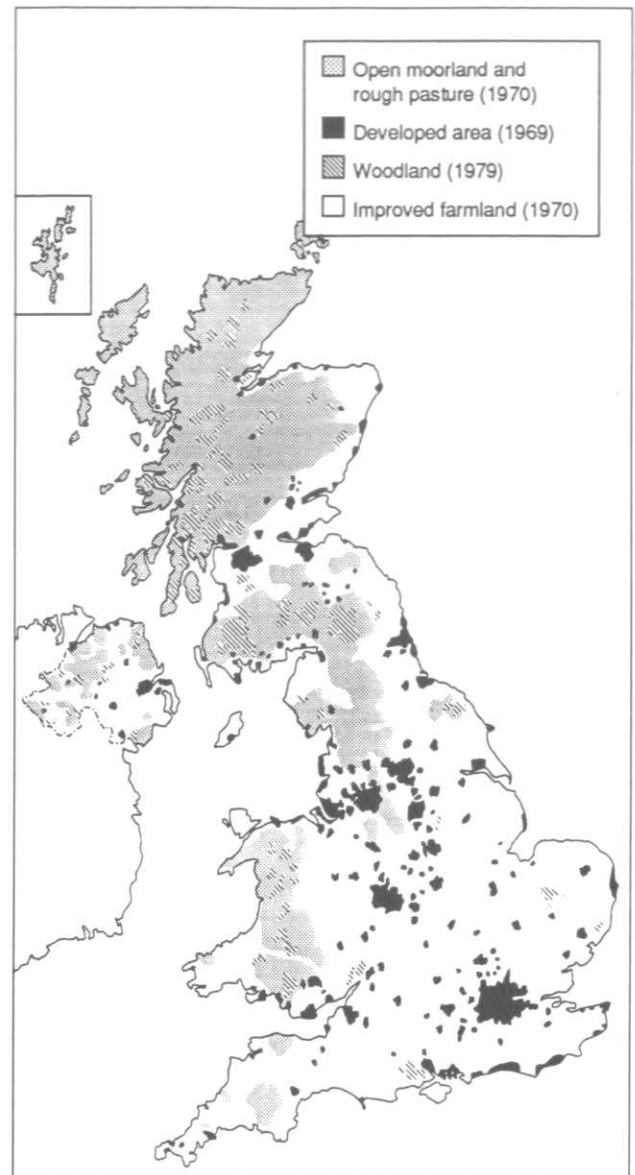 Open moorland and
rough pasture (1970)
Developed area (1969)
Woodland (1979)
Improved farmland (1970)